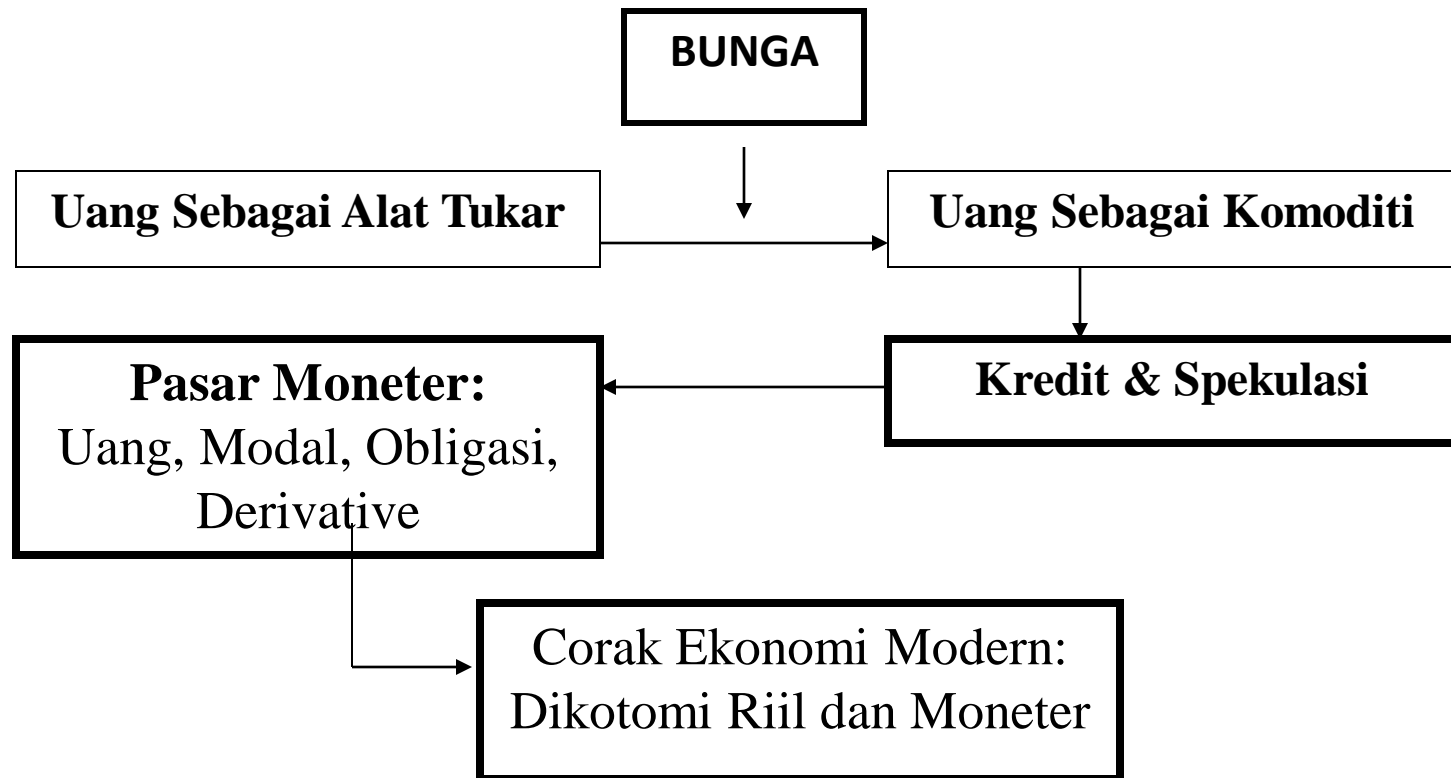 BUNGA
Uang Sebagai Alat Tukar
Uang Sebagai Komoditi
Pasar Moneter:
Uang, Modal, Obligasi,
Derivative
Kredit & Spekulasi
Corak Ekonomi Modern:
Dikotomi Riil dan Moneter